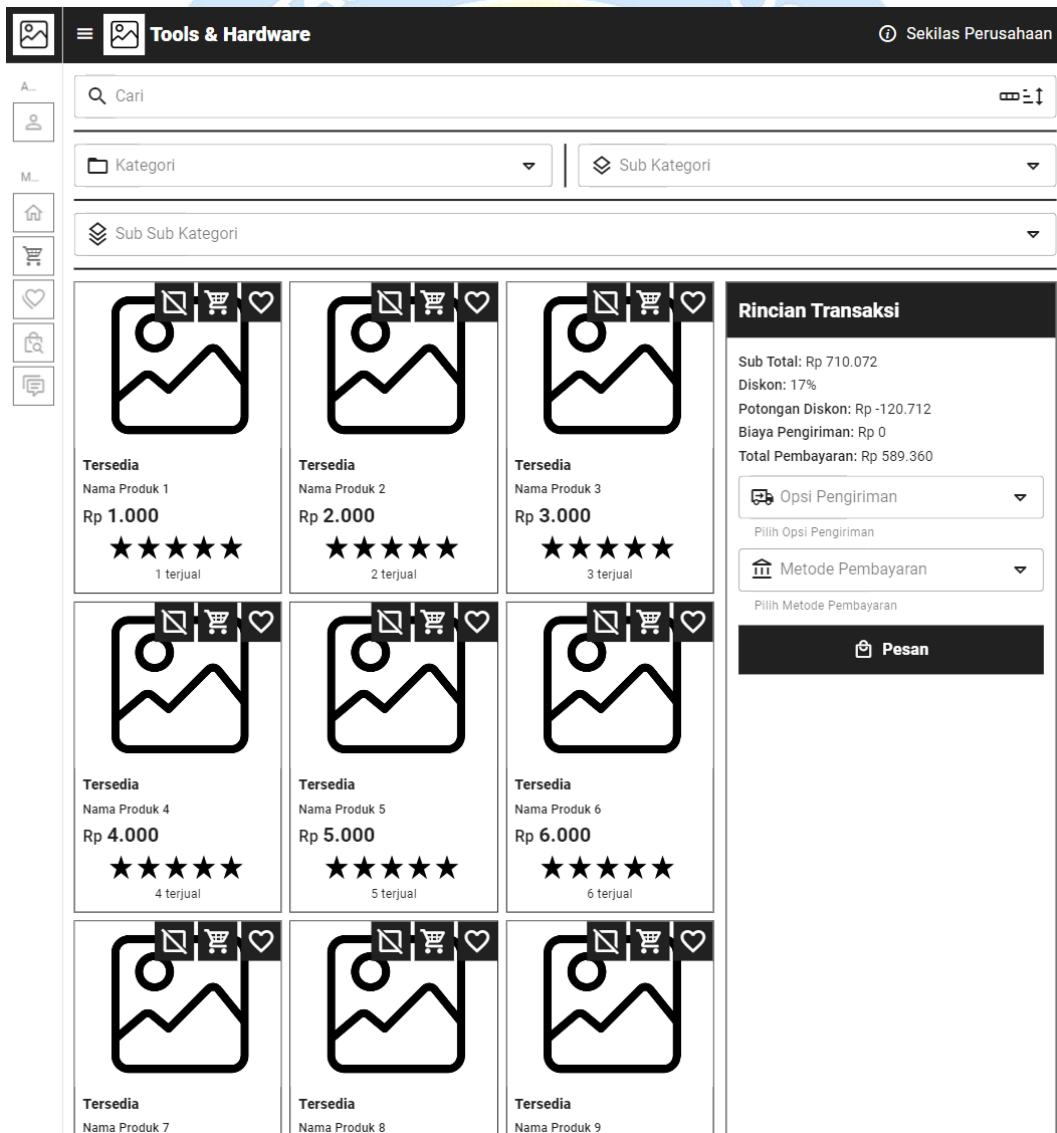 Tools & Hardware
Sekilas Perusahaan
A...
Cari
M...
Kategori
Sub Kategori
Sub Sub Kategori
Tersedia
Nama Produk 1
Rp 1.000
1 terjual
Tersedia
Nama Produk 2
Rp 2.000
2 terjual
Tersedia
Nama Produk 3
Rp 3.000
3 terjual
Rincian Transaksi
Sub Total: Rp 710.072
Diskon: 17%
Potongan Diskon: Rp -120.712
Biaya Pengiriman: Rp 0
Total Pembayaran: Rp 589.360
Opsi Pengiriman
Pilih Opsi Pengiriman
Metode Pembayaran
Pilih Metode Pembayaran
Pesan
Tersedia
Nama Produk 4
Rp 4.000
4 terjual
Tersedia
Nama Produk 5
Rp 5.000
5 terjual
Tersedia
Nama Produk 6
Rp 6.000
6 terjual
Tersedia
Nama Produk 7
Tersedia
Nama Produk 8
Tersedia
Nama Produk 9